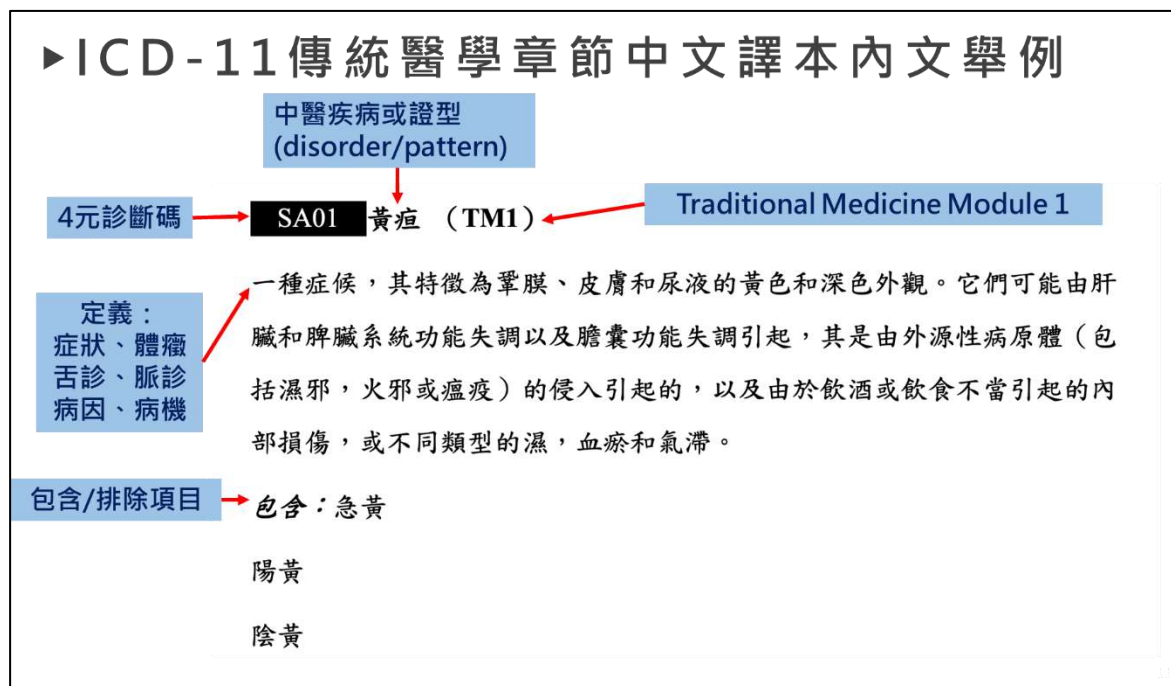 ▸ICD-11傳統醫學章節中文譯本內文舉例
中醫疾病或證型
(disorder/pattern)
4元診斷碼
SA01 黃疸 （TM1）
Traditional Medicine Module 1
一種症候，其特徵為鞏膜、皮膚和尿液的黃色和深色外觀。它們可能由肝
臟和脾臟系統功能失調以及膽囊功能失調引起，其是由外源性病原體（包
括濕邪，火邪或瘟疫）的侵入引起的，以及由於飲酒或飲食不當引起的內
部損傷，或不同類型的濕，血瘀和氣滯。
定義：
症狀、體癥
舌診、脈診
病因、病機
包含/排除項目
包含：急黃
陽黃
陰黃